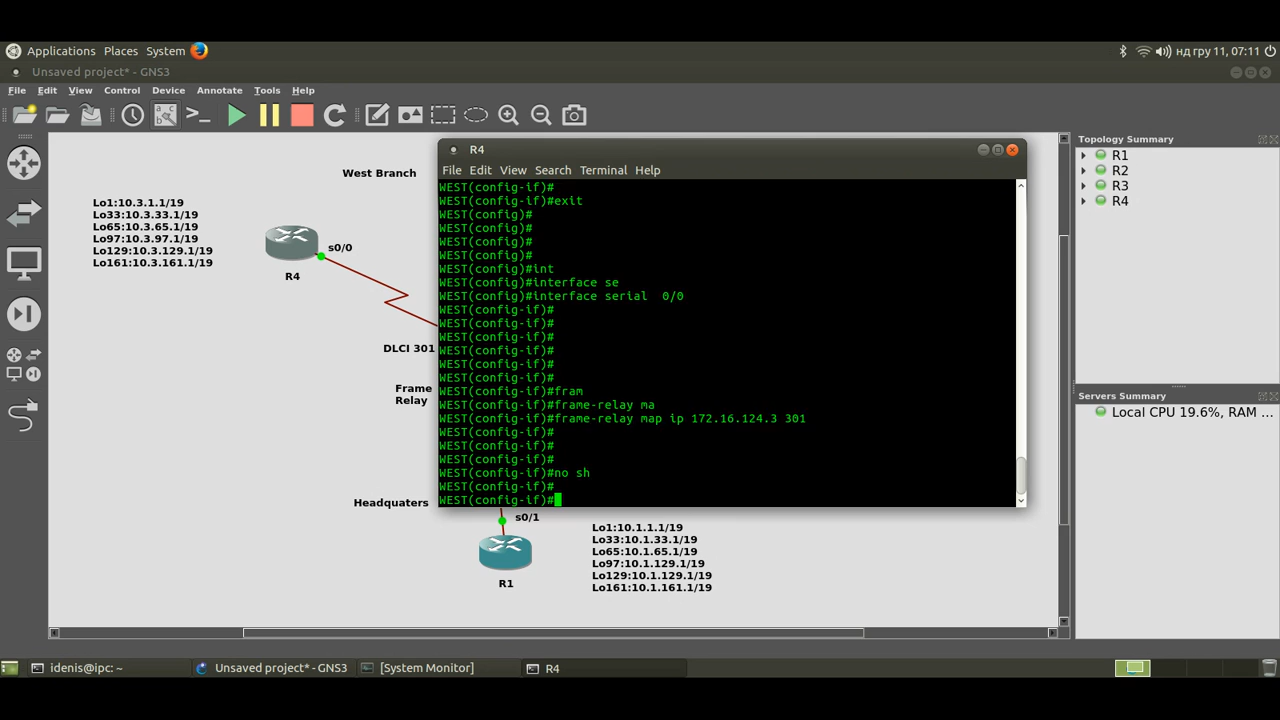 Applications Places System
нд гру 11, 07:11
Unsaved project* - GNS3
File Edit View Control Device Annotate Tools Help
West Branch
Lo1:10.3.1.1/19
Lo33:10.3.33.1/19
Lo65:10.3.65.1/19
Lo97:10.3.97.1/19
Lo129:10.3.129.1/19
Lo161:10.3.161.1/19
s0/0
R4
DLCI 301
Frame
Relay
Headquaters
R4
File Edit View Search Terminal Help
WEST(config-if)#
WEST(config-if)#exit
WEST(config)#
WEST(config)#
WEST(config)#
WEST(config)#
WEST(config)#int
WEST(config)#interface se
WEST(config)#interface serial  0/0
WEST(config-if)#
WEST(config-if)#
WEST(config-if)#
WEST(config-if)#
WEST(config-if)#
WEST(config-if)#
WEST(config-if)#fram
WEST(config-if)#frame-relay ma
WEST(config-if)#frame-relay map ip 172.16.124.3 301
WEST(config-if)#
WEST(config-if)#
WEST(config-if)#
WEST(config-if)#no sh
WEST(config-if)#
WEST(config-if)#
s0/1
R1
Lo1:10.1.1.1/19
Lo33:10.1.33.1/19
Lo65:10.1.65.1/19
Lo97:10.1.129.1/19
Lo129:10.1.129.1/19
Lo161:10.1.161.1/19
Topology Summary
R1
R2
R3
R4
Servers Summary
Local CPU 19.6%, RAM ...
idenis@ipc: ~
Unsaved project* - GNS3
[System Monitor]
R4